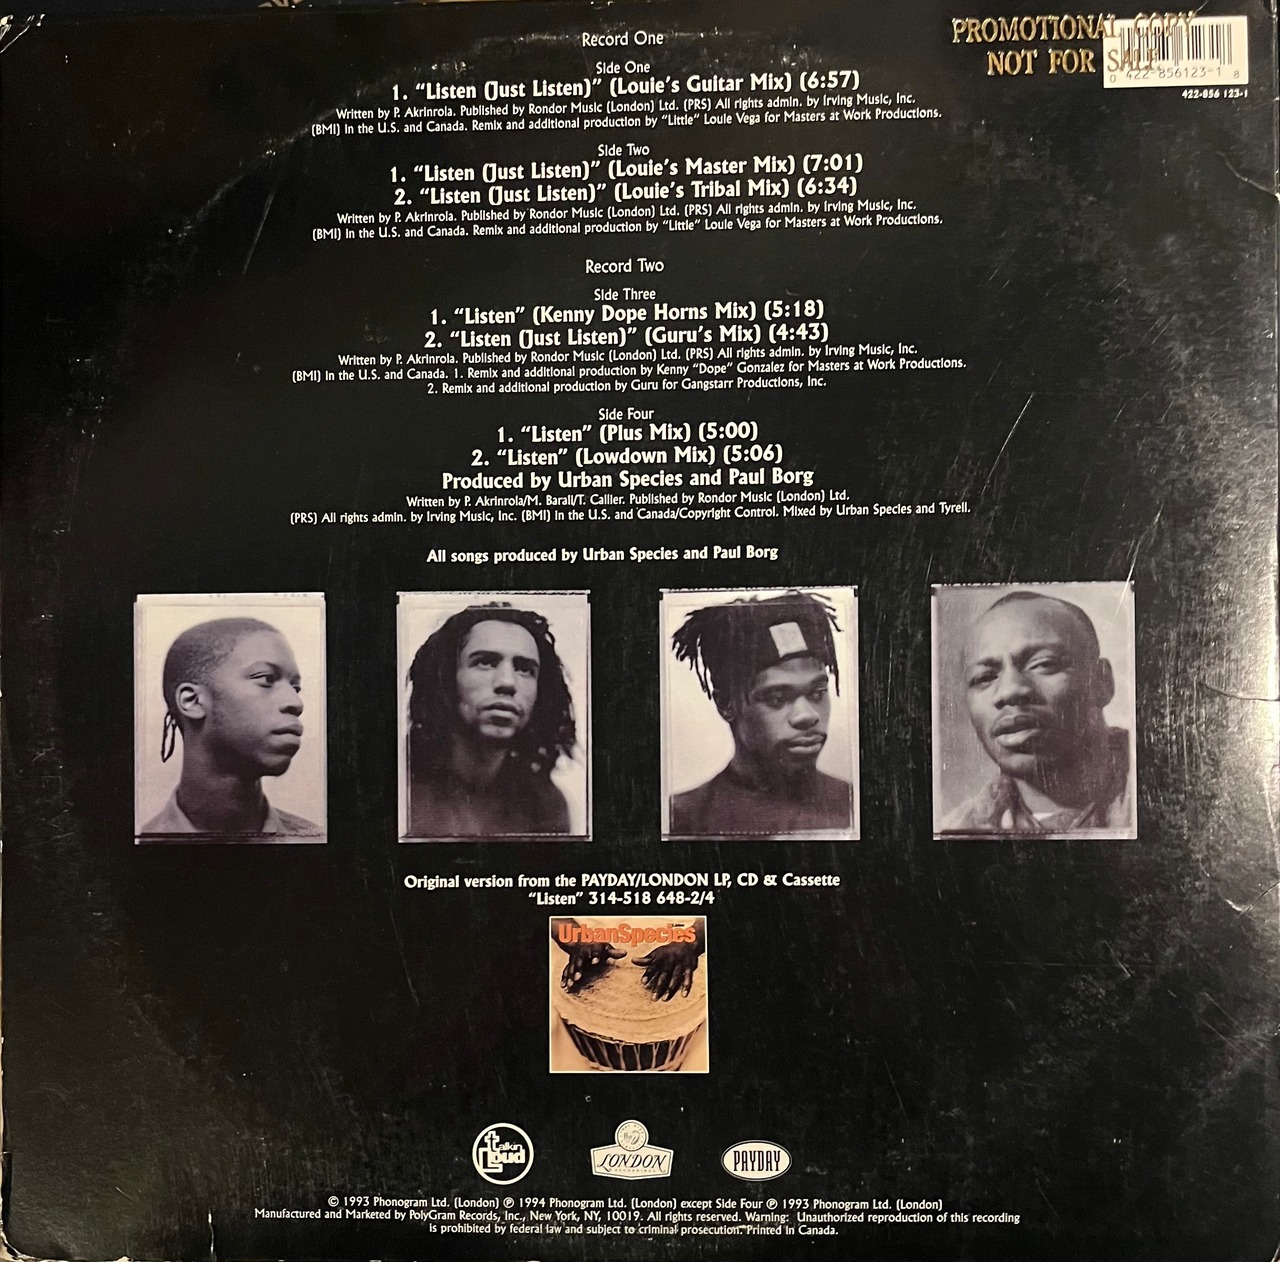 Record One
PROMOTIONAL COPY
NOT FOR SALE
0 422-856123-1 8
422-856 123-1
Side One
1. “Listen (Just Listen)” (Louie’s Guitar Mix) (6:57)
Written by P. Akrinrola. Published by Rondor Music (London) Ltd. (PRS) All rights admin. by Irving Music, Inc.
(BMI) in the U.S. and Canada. Remix and additional production by “Little” Louie Vega for Masters at Work Productions.
Side Two
1. “Listen (Just Listen)” (Louie’s Master Mix) (7:01)
2. “Listen (Just Listen)” (Louie’s Tribal Mix) (6:34)
Written by P. Akrinrola. Published by Rondor Music (London) Ltd. (PRS) All rights admin. by Irving Music, Inc.
(BMI) in the U.S. and Canada. Remix and additional production by “Little” Louie Vega for Masters at Work Productions.
Record Two
Side Three
1. “Listen” (Kenny Dope Horns Mix) (5:18)
2. “Listen (Just Listen)” (Guru’s Mix) (4:43)
Written by P. Akrinrola. Published by Rondor Music (London) Ltd. (PRS) All rights admin. by Irving Music, Inc.
(BMI) in the U.S. and Canada. 1. Remix and additional production by Kenny “Dope” Gonzalez for Masters at Work Productions.
2. Remix and additional production by Guru for Gangstarr Productions, Inc.
Side Four
1. “Listen” (Plus Mix) (5:00)
2. “Listen” (Lowdown Mix) (5:06)
Produced by Urban Species and Paul Borg
Written by P. Akrinrola/M. Barall/T. Callier. Published by Rondor Music (London) Ltd.
(PRS) All rights admin. by Irving Music, Inc. (BMI) in the U.S. and Canada/Copyright Control. Mixed by Urban Species and Tyrell.
All songs produced by Urban Species and Paul Borg
Original version from the PAYDAY/LONDON LP, CD & Cassette
“Listen” 314-518 648-2/4
UrbanSpecies
talkin loud
LONDON
RECORDINGS
PAYDAY
© 1993 Phonogram Ltd. (London) ℗ 1994 Phonogram Ltd. (London) except Side Four ℗ 1993 Phonogram Ltd. (London)
Manufactured and Marketed by PolyGram Records, Inc., New York, NY, 10019. All rights reserved. Warning: Unauthorized reproduction of this recording
is prohibited by federal law and subject to criminal prosecution. Printed in Canada.